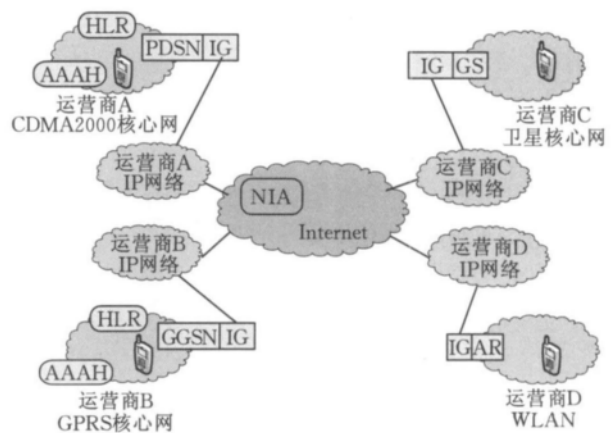 HLR
PDSN IG
AAAH
运营商A
CDMA2000核心网
运营商A
IP网络
IG GS
运营商C
卫星核心网
运营商C
IP网络
NIA
Internet
运营商B
IP网络
运营商D
IP网络
HLR
GGSN IG
AAAH
运营商B
GPRS核心网
IG AR
运营商D
WLAN